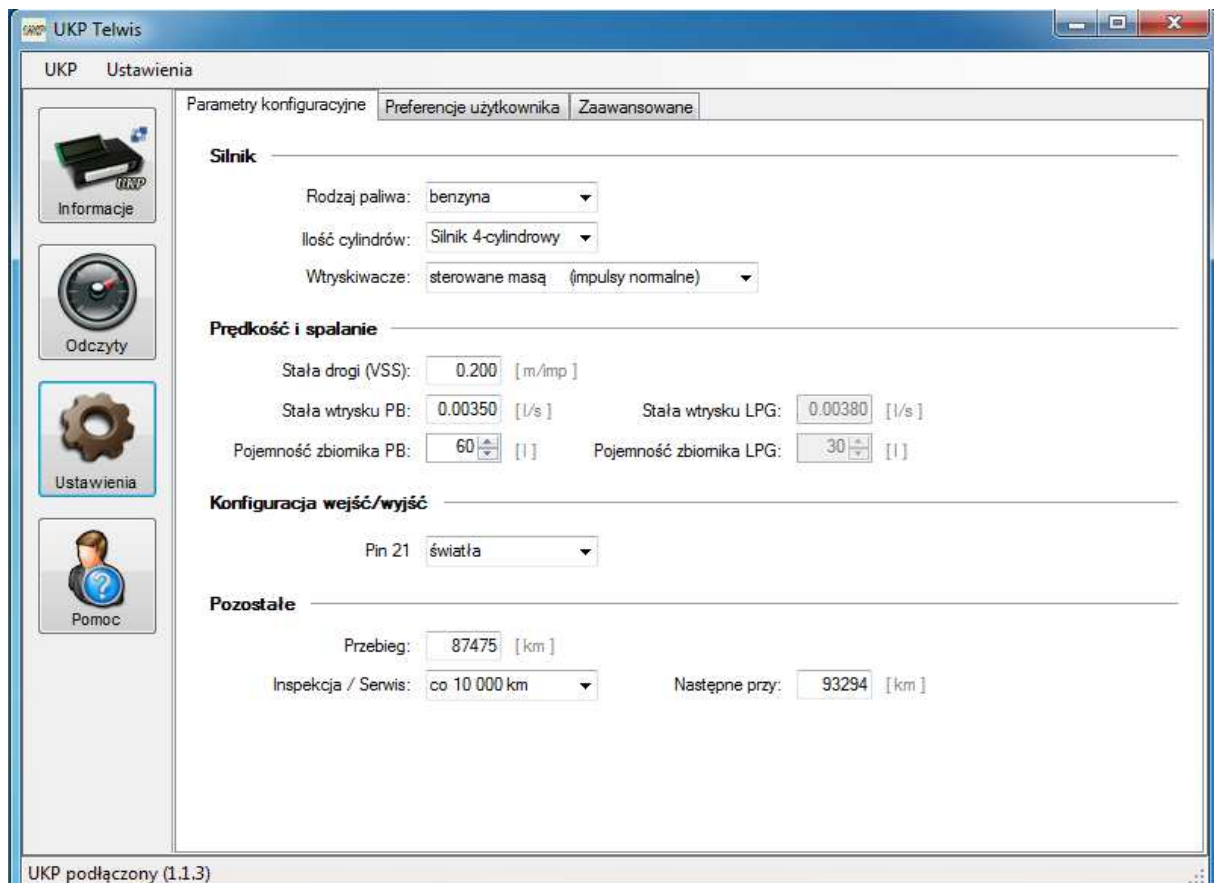 UKP Telwis
UKP Ustawienia
Parametry konfiguracyjne Preferencje użytkownika Zaawansowane
UKP
Informacje
Odczyty
Ustawienia
Pomoc
Silnik
Rodzaj paliwa: benzyna
Ilość cylindrów: Silnik 4-cylindrowy
Wtryskiwacze: sterowane masą (impulsy normalne)
Prędkość i spalanie
Stała drogi (VSS): 0.200 [ m/imp ]
Stała wtrysku PB: 0.00350 [ l/s ] Stała wtrysku LPG: 0.00380 [ l/s ]
Pojemność zbiornika PB: 60 [ l ] Pojemność zbiornika LPG: 30 [ l ]
Konfiguracja wejść/wyjść
Pin 21 światła
Pozostałe
Przebieg: 87475 [ km ]
Inspekcja / Serwis: co 10 000 km Następne przy: 93294 [ km ]
UKP podłączony (1.1.3)